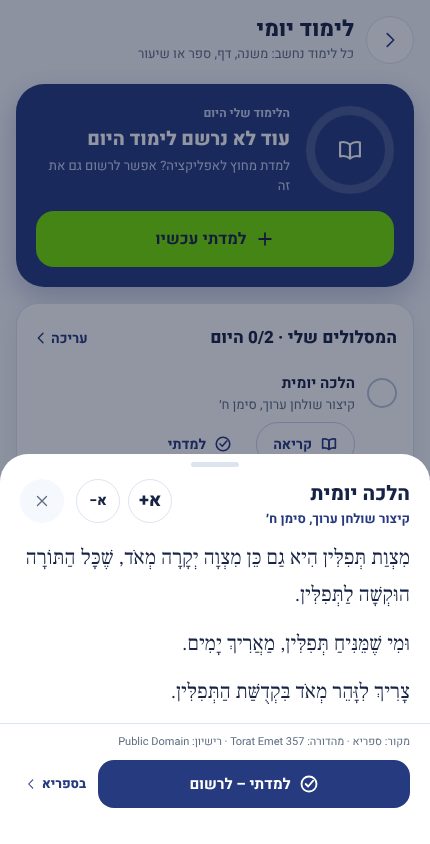 לימוד יומי
כל לימוד נחשב: משנה, דף, ספר או שיעור
הלימוד שלי היום
עוד לא נרשם לימוד היום
למדת מחוץ לאפליקציה? אפשר לרשום גם את
זה
למדתי עכשיו
המסלולים שלי · 0/2 היום
עריכה
הלכה יומית
קיצור שולחן ערוך, סימן ח׳
קריאה
למדתי
הלכה יומית
א+
א−
קיצור שולחן ערוך, סימן ח׳
מִצְוַת תְּפִלִּין הִיא גַם כֵּן מִצְוָה יְקָרָה מְאֹד, שֶׁכָּל הַתּוֹרָה
הוּקְשָׁה לַתְּפִלִּין.
וּמִי שֶׁמֵּנִּיחַ תְּפִלִּין, מַאֲרִיךְ יָמִים.
צָרִיךְ לִזָּהֵר מְאֹד בִּקְדֻשַּׁת הַתְּפִלִּין.
מקור: ספריא · מהדורה: Torat Emet 357 · רישיון: Public Domain
למדתי – לרשום
בספריא